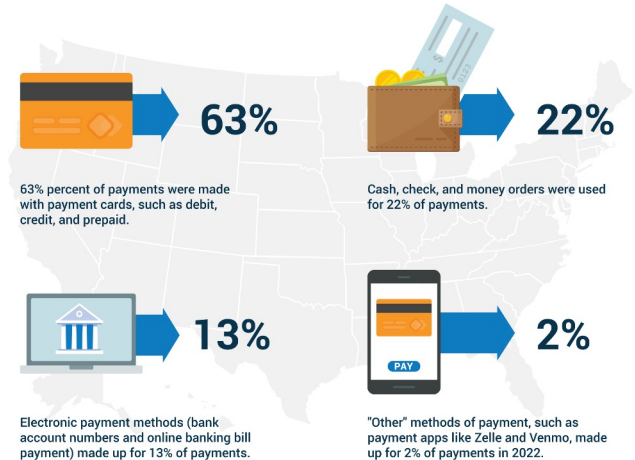 63%
63% percent of payments were made
with payment cards, such as debit,
credit, and prepaid.
$
0123
22%
Cash, check, and money orders were used
for 22% of payments.
13%
Electronic payment methods (bank
account numbers and online banking bill
payment) made up for 13% of payments.
PAY
2%
"Other" methods of payment, such as
payment apps like Zelle and Venmo, made
up for 2% of payments in 2022.